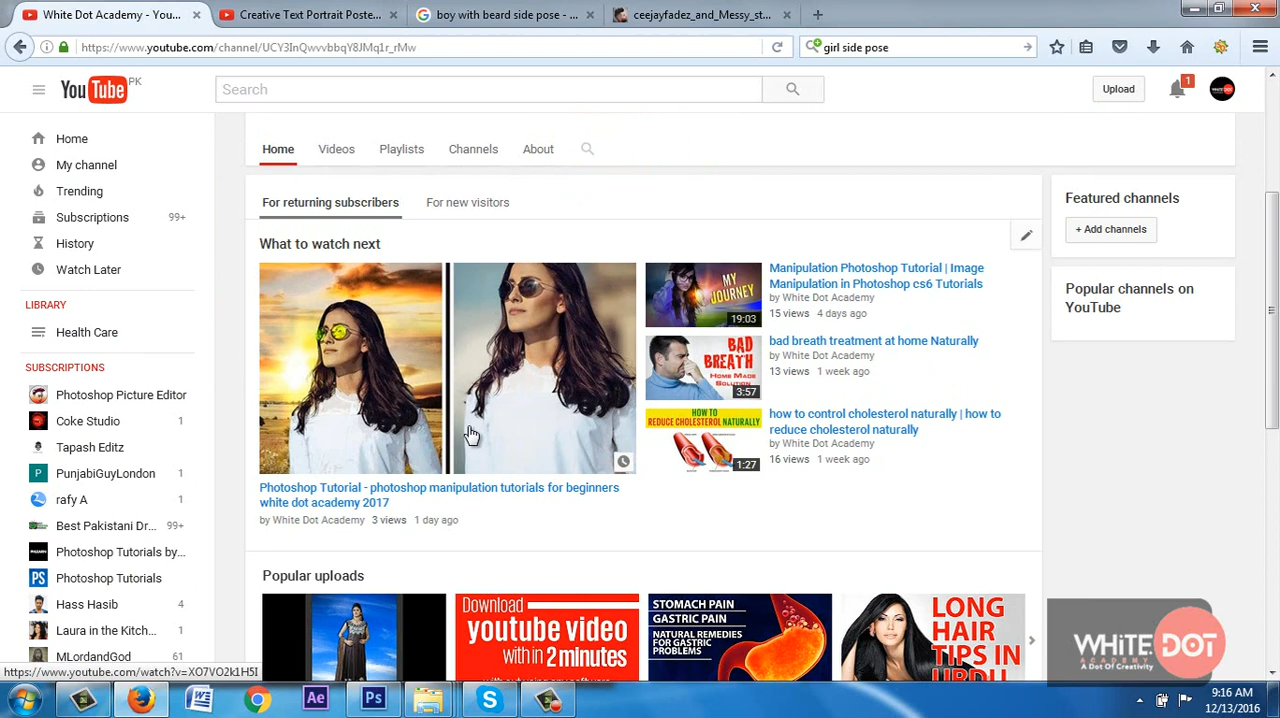 White Dot Academy - You...
Creative Text Portrait Poste...
boy with beard side pose - ...
ceejayfadez_and_Messy_st...
https://www.youtube.com/channel/UCY3InQwvvbbqY8JMq1r_rMw
girl side pose
YouTube PK
Search
Upload
1
WHITE DOT
Home
My channel
Trending
Subscriptions 99+
History
Watch Later
LIBRARY
Health Care
SUBSCRIPTIONS
Photoshop Picture Editor
Coke Studio 1
Tapash Editz
P PunjabiGuyLondon 1
rafy A 1
Best Pakistani Dr... 99+
Photoshop Tutorials by...
PS Photoshop Tutorials
Hass Hasib 4
Laura in the Kitch... 1
MLordandGod 61
Home Videos Playlists Channels About
For returning subscribers For new visitors
What to watch next
Photoshop Tutorial - photoshop manipulation tutorials for beginners
white dot academy 2017
by White Dot Academy 3 views 1 day ago
MY
JOURNEY
19:03
Manipulation Photoshop Tutorial | Image
Manipulation in Photoshop cs6 Tutorials
by White Dot Academy
15 views 4 days ago
BAD
BREATH
HOME MADE
SOLUTION
3:57
bad breath treatment at home Naturally
by White Dot Academy
13 views 1 week ago
HOW TO
REDUCE CHOLESTEROL NATURALLY
1:27
how to control cholesterol naturally | how to
reduce cholesterol naturally
by White Dot Academy
16 views 1 week ago
Featured channels
+ Add channels
Popular channels on
YouTube
Popular uploads
Download
youtube video
with in 2 minutes
STOMACH PAIN
GASTRIC PAIN
NATURAL REMEDIES
FOR GASTRIC
PROBLEMS
LONG
HAIR
TIPS IN
URDU
WHiTE DOT
ACADEMY
A Dot Of Creativity
https://www.youtube.com/watch?v=XO7VO2k1H5I
W
Ae
Ps
S
9:16 AM
12/13/2016